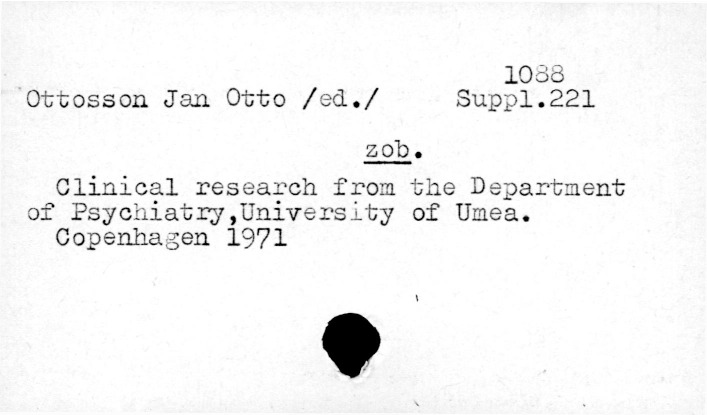 1088
Ottosson Jan Otto /ed./ Suppl.221
zob.
Clinical research from the Department
of Psychiatry,University of Umea.
Copenhagen 1971